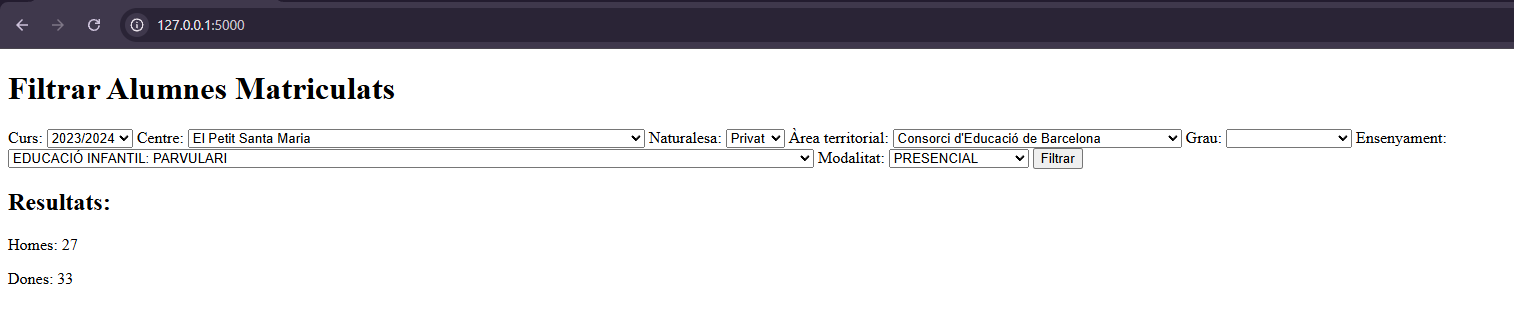 127.0.0.1:5000
Filtrar Alumnes Matriculats
Curs: 2023/2024 Centre: El Petit Santa Maria Naturalesa: Privat Àrea territorial: Consorci d'Educació de Barcelona Grau: Ensenyament:
EDUCACIÓ INFANTIL: PARVULARI Modalitat: PRESENCIAL Filtrar
Resultats:
Homes: 27
Dones: 33